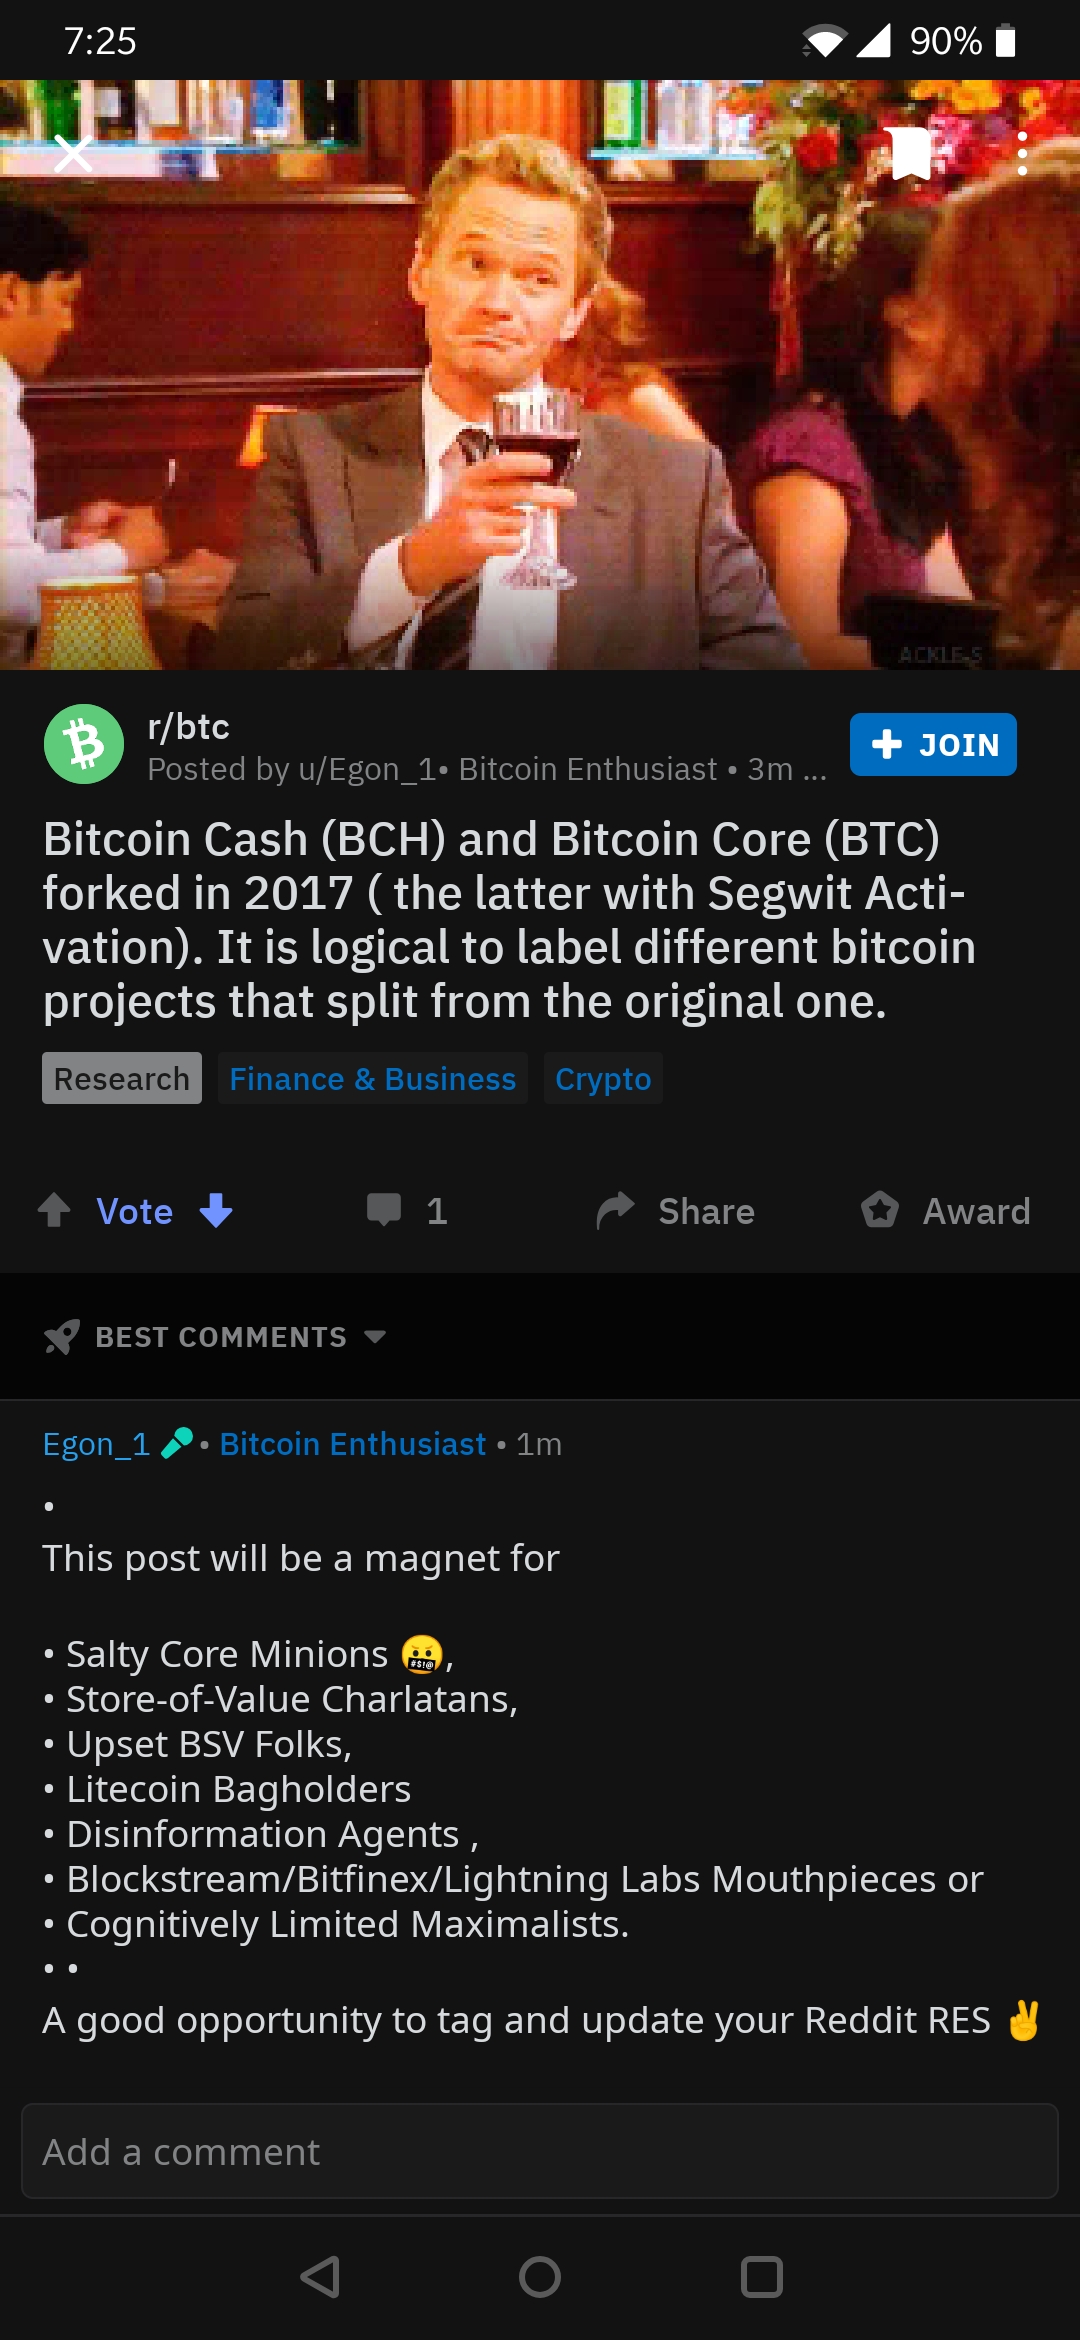 7:25
90%
ACKLE-S
r/btc
Posted by u/Egon_1• Bitcoin Enthusiast • 3m ...
JOIN
Bitcoin Cash (BCH) and Bitcoin Core (BTC)
forked in 2017 ( the latter with Segwit Acti-
vation). It is logical to label different bitcoin
projects that split from the original one.
Research
Finance & Business
Crypto
Vote
1
Share
Award
BEST COMMENTS
Egon_1 🎤 • Bitcoin Enthusiast • 1m
•
This post will be a magnet for
• Salty Core Minions 🤬,
• Store-of-Value Charlatans,
• Upset BSV Folks,
• Litecoin Bagholders
• Disinformation Agents ,
• Blockstream/Bitfinex/Lightning Labs Mouthpieces or
• Cognitively Limited Maximalists.
• •
A good opportunity to tag and update your Reddit RES ✌
Add a comment